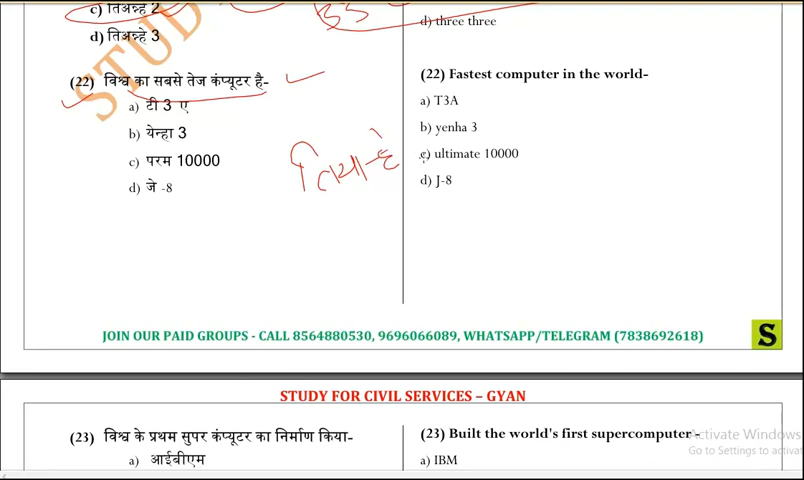 c) तिअन्हे 2
d) तिअन्हे 3
d) three three
33
(22) विश्व का सबसे तेज कंप्यूटर है-
a) टी 3 ए
b) येन्हा 3
c) परम 10000
d) जे -8
(22) Fastest computer in the world-
a) T3A
b) yenha 3
c) ultimate 10000
d) J-8
STUD
JOIN OUR PAID GROUPS - CALL 8564880530, 9696066089, WHATSAPP/TELEGRAM (7838692618)
S
STUDY FOR CIVIL SERVICES – GYAN
(23) विश्व के प्रथम सुपर कंप्यूटर का निर्माण किया-
a) आईबीएम
(23) Built the world's first supercomputer -
a) IBM
Activate Windows
Go to Settings to activat